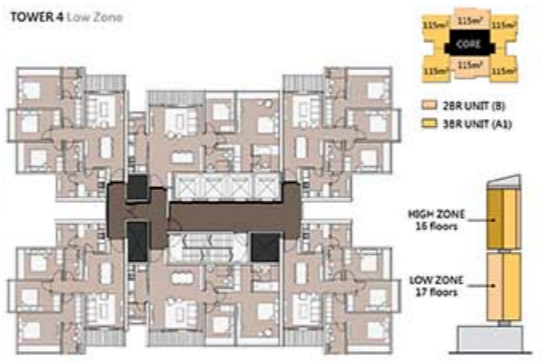 TOWER 4 Low Zone
115m² 115m² 115m²
CORE
115m² 115m² 115m²
2BR UNIT (B)
3BR UNIT (A1)
HIGH ZONE
16 floors
LOW ZONE
17 floors